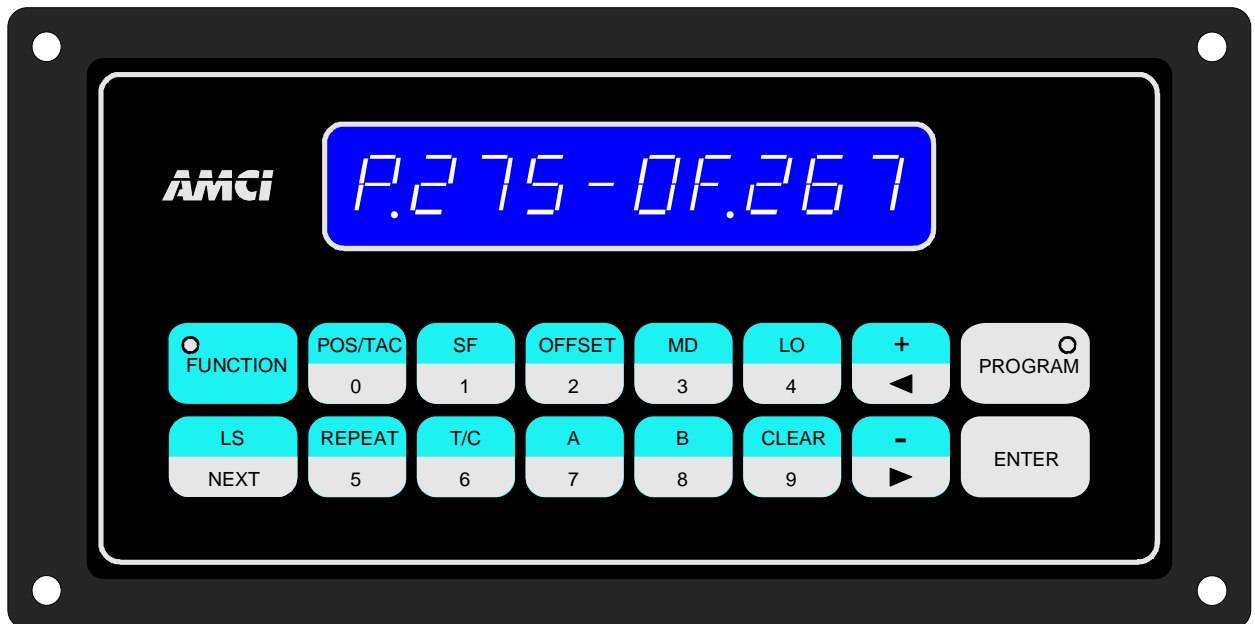 AMCI
P.275-OF.267
FUNCTION POS/TAC SF OFFSET MD LO + PROGRAM
0 1 2 3 4 ◀
LS REPEAT T/C A B CLEAR - ENTER
NEXT 5 6 7 8 9 ▶